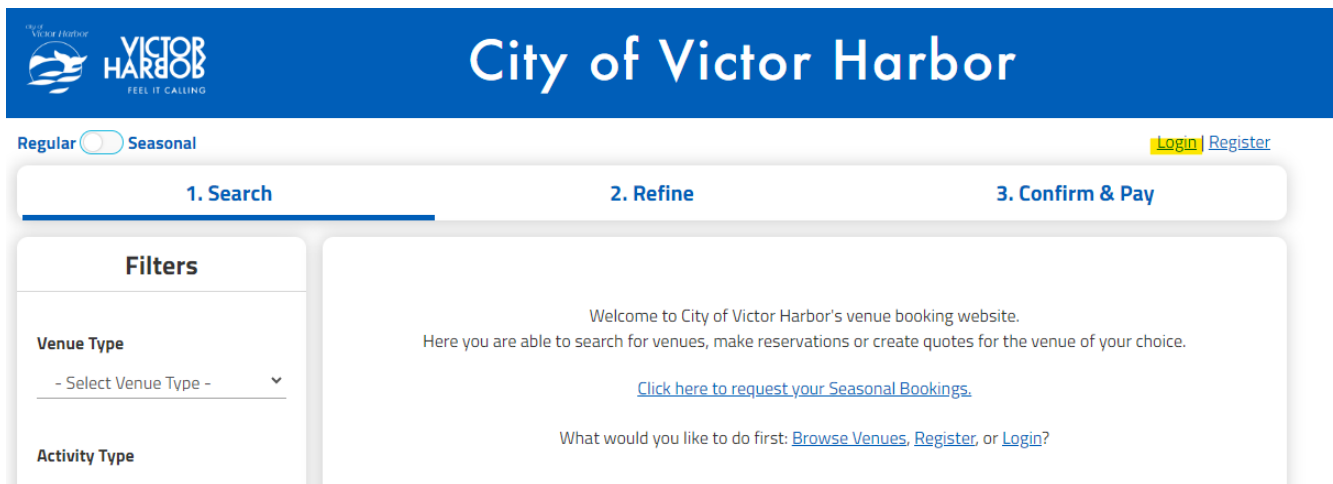 city of
Victor Harbor
VICTOR
HARBOR
FEEL IT CALLING
City of Victor Harbor
Regular Seasonal
Login | Register
1. Search
2. Refine
3. Confirm & Pay
Filters
Venue Type
- Select Venue Type -
Activity Type
Welcome to City of Victor Harbor's venue booking website.
Here you are able to search for venues, make reservations or create quotes for the venue of your choice.
Click here to request your Seasonal Bookings.
What would you like to do first: Browse Venues, Register, or Login?